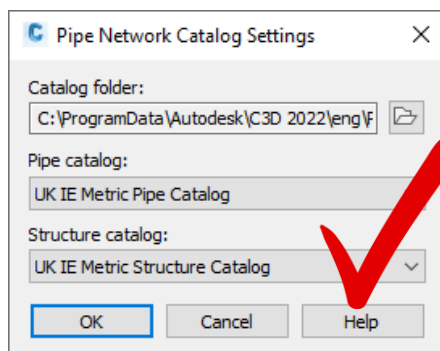 Pipe Network Catalog Settings
Catalog folder:
C:\ProgramData\Autodesk\C3D 2022\eng\F
Pipe catalog:
UK IE Metric Pipe Catalog
Structure catalog:
UK IE Metric Structure Catalog
OK Cancel Help